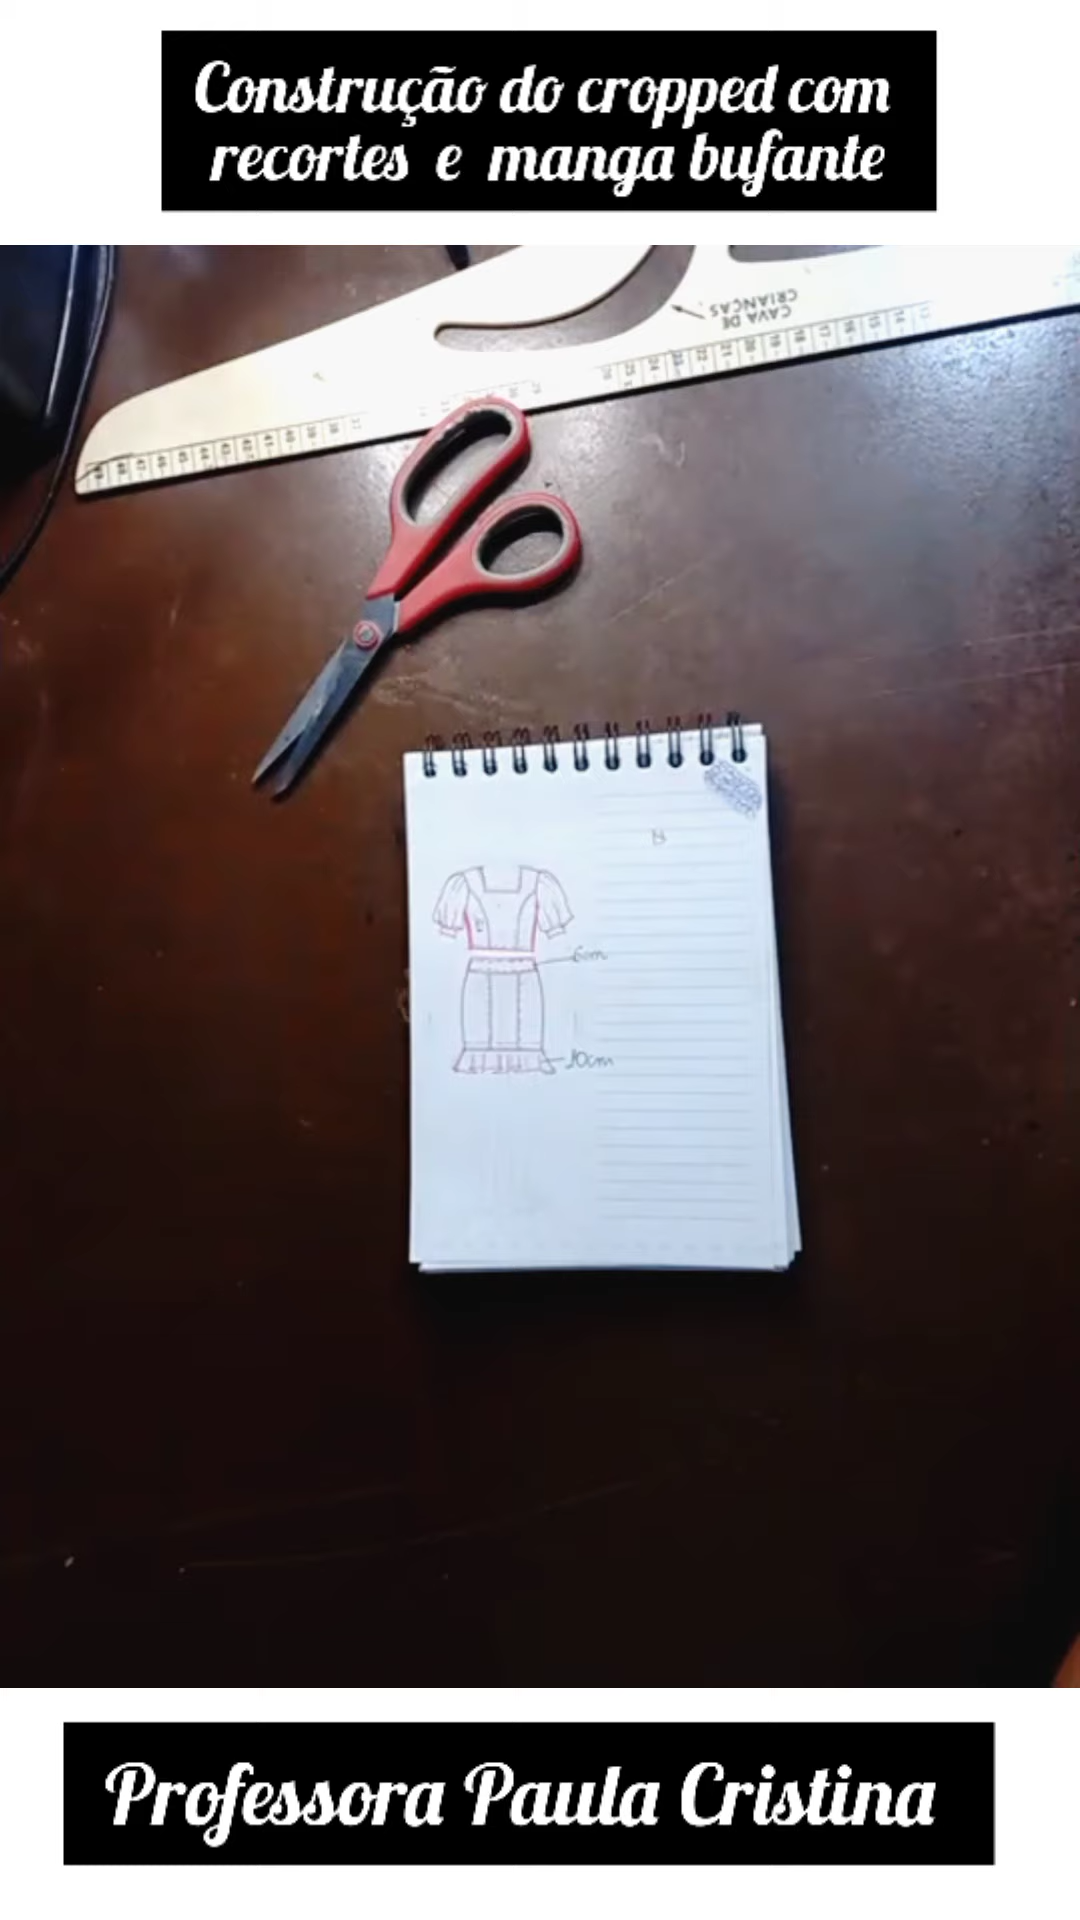 Construção do cropped com
recortes e manga bufante
CAVA DE
CRIANÇAS
6cm
10cm
Professora Paula Cristina